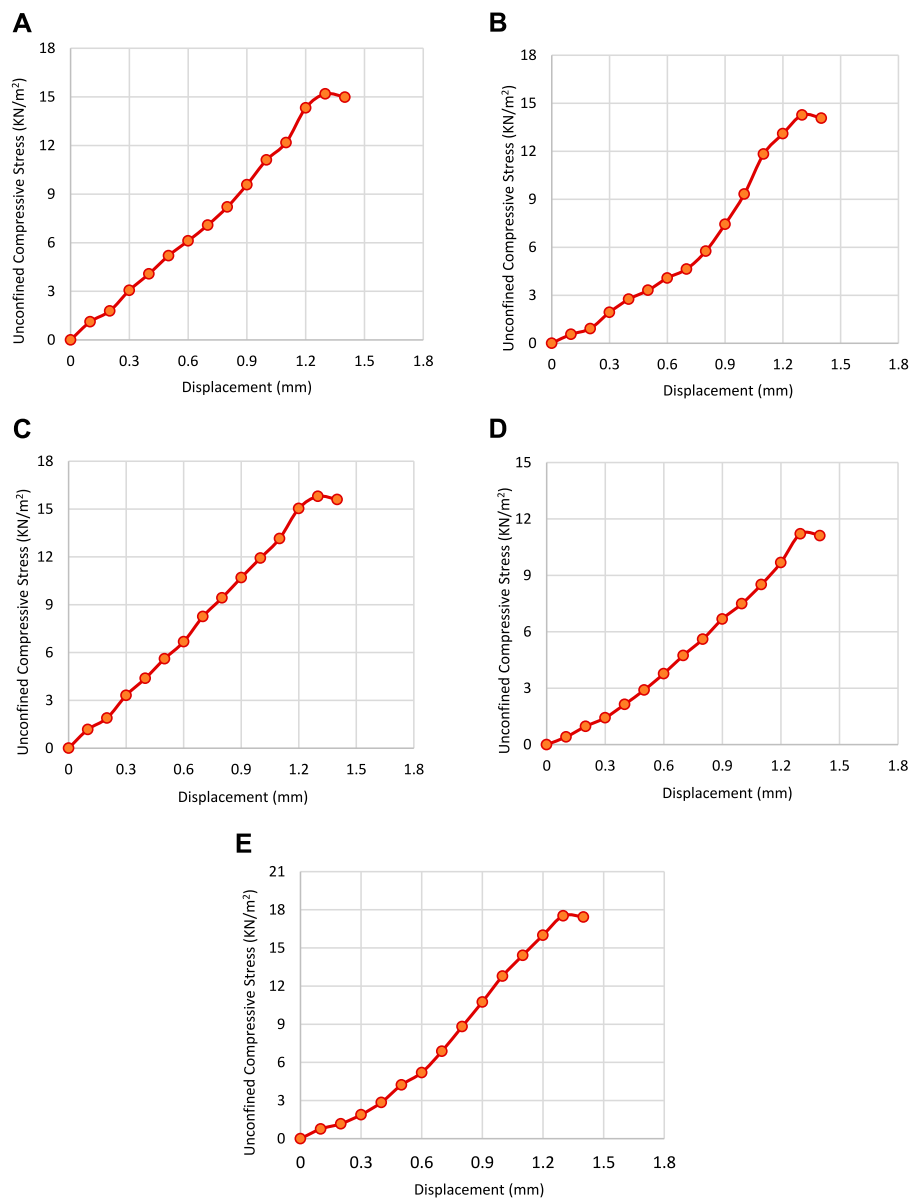 A
Unconfined Compressive Stress (KN/m²)
18
15
12
9
6
3
0
0 0.3 0.6 0.9 1.2 1.5 1.8
Displacement (mm)
B
Unconfined Compressive Stress (KN/m²)
18
15
12
9
6
3
0
0 0.3 0.6 0.9 1.2 1.5 1.8
Displacement (mm)
C
Unconfined Compressive Stress (KN/m²)
18
15
12
9
6
3
0
0 0.3 0.6 0.9 1.2 1.5 1.8
Displacement (mm)
D
Unconfined Compressive Stress (KN/m²)
15
12
9
6
3
0
0 0.3 0.6 0.9 1.2 1.5 1.8
Displacement (mm)
E
Unconfined Compressive Stress (KN/m²)
21
18
15
12
9
6
3
0
0 0.3 0.6 0.9 1.2 1.5 1.8
Displacement (mm)